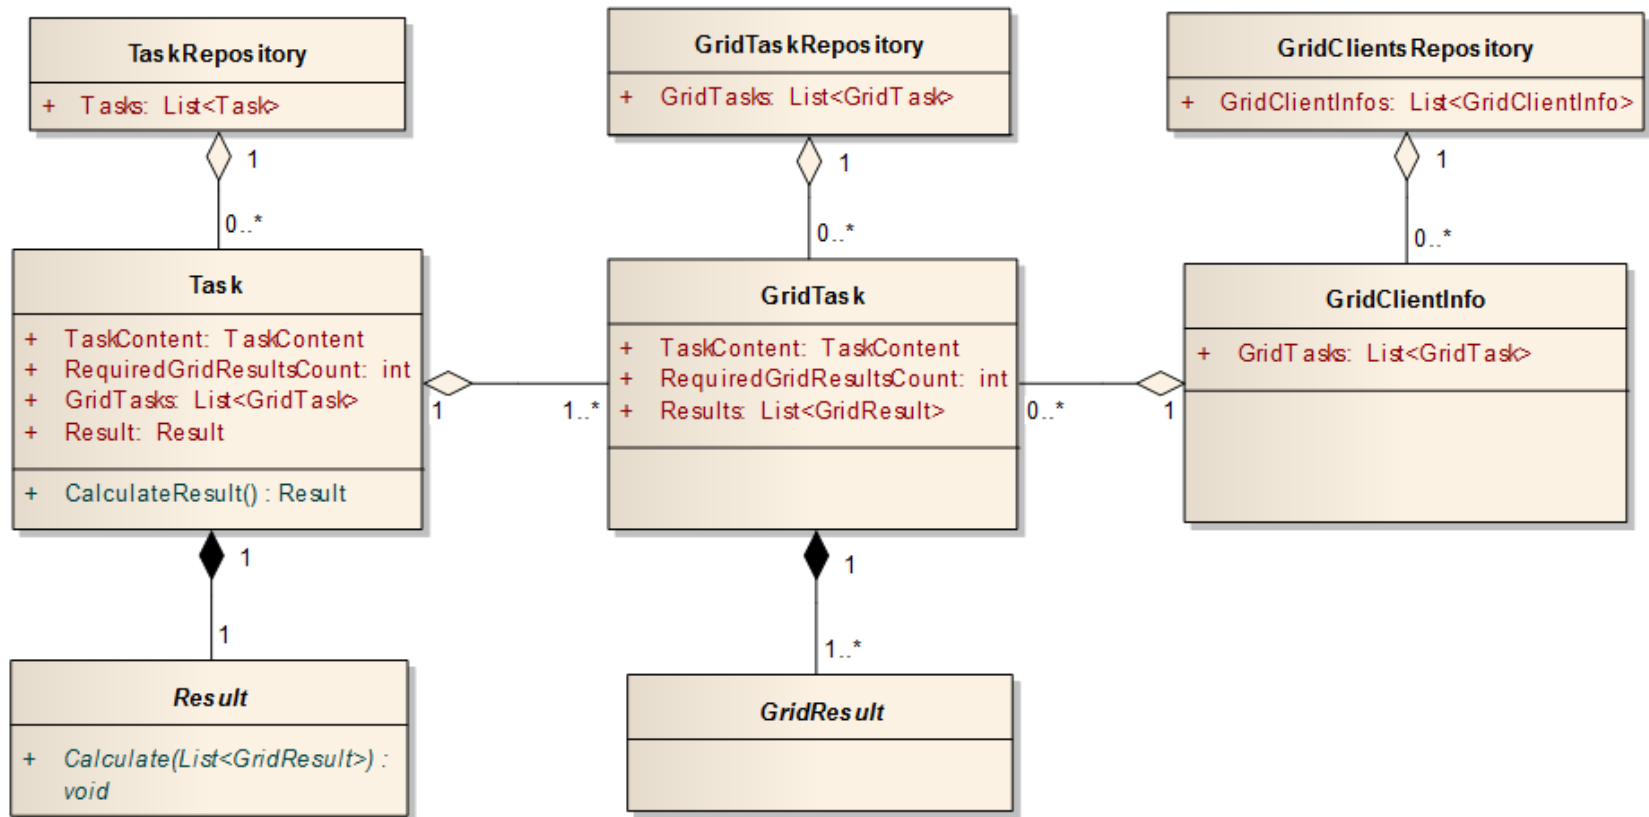 TaskRepository
+ Tasks: List<Task>
1
0..*
GridTaskRepository
+ GridTasks: List<GridTask>
1
0..*
GridClientsRepository
+ GridClientInfos: List<GridClientInfo>
1
0..*
Task
+ TaskContent: TaskContent
+ RequiredGridResultsCount: int
+ GridTasks: List<GridTask>
+ Result: Result
+ CalculateResult() : Result
1
1..*
GridTask
+ TaskContent: TaskContent
+ RequiredGridResultsCount: int
+ Results: List<GridResult>
0..*
1
GridClientInfo
+ GridTasks: List<GridTask>
1
1
Result
+ Calculate(List<GridResult>) :
void
1
1..*
GridResult